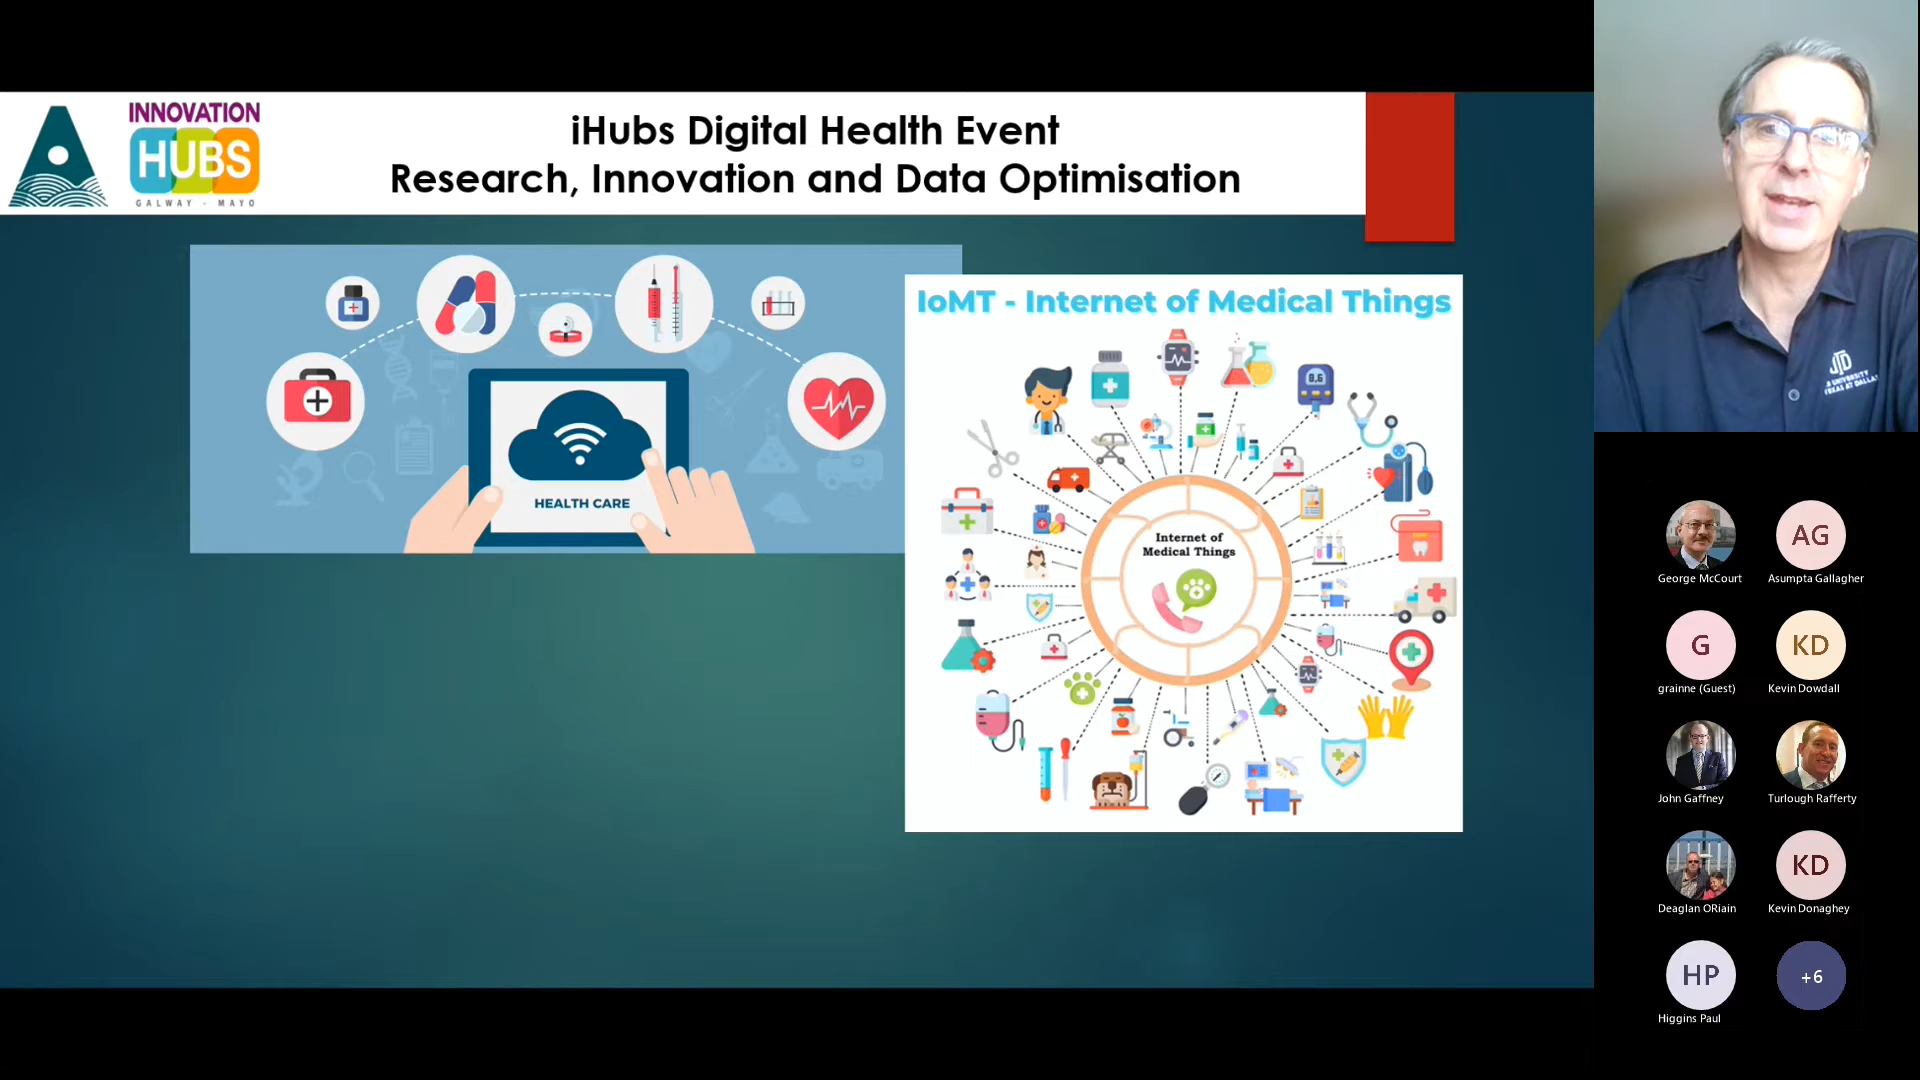 INNOVATION
HUBS
GALWAY - MAYO
iHubs Digital Health Event
Research, Innovation and Data Optimisation
HEALTH CARE
IoMT - Internet of Medical Things
Internet of
Medical Things
George McCourt
AG
Asumpta Gallagher
G
grainne (Guest)
KD
Kevin Dowdall
John Gaffney
Turlough Rafferty
Deaglan ORiain
KD
Kevin Donaghey
HP
Higgins Paul
+6